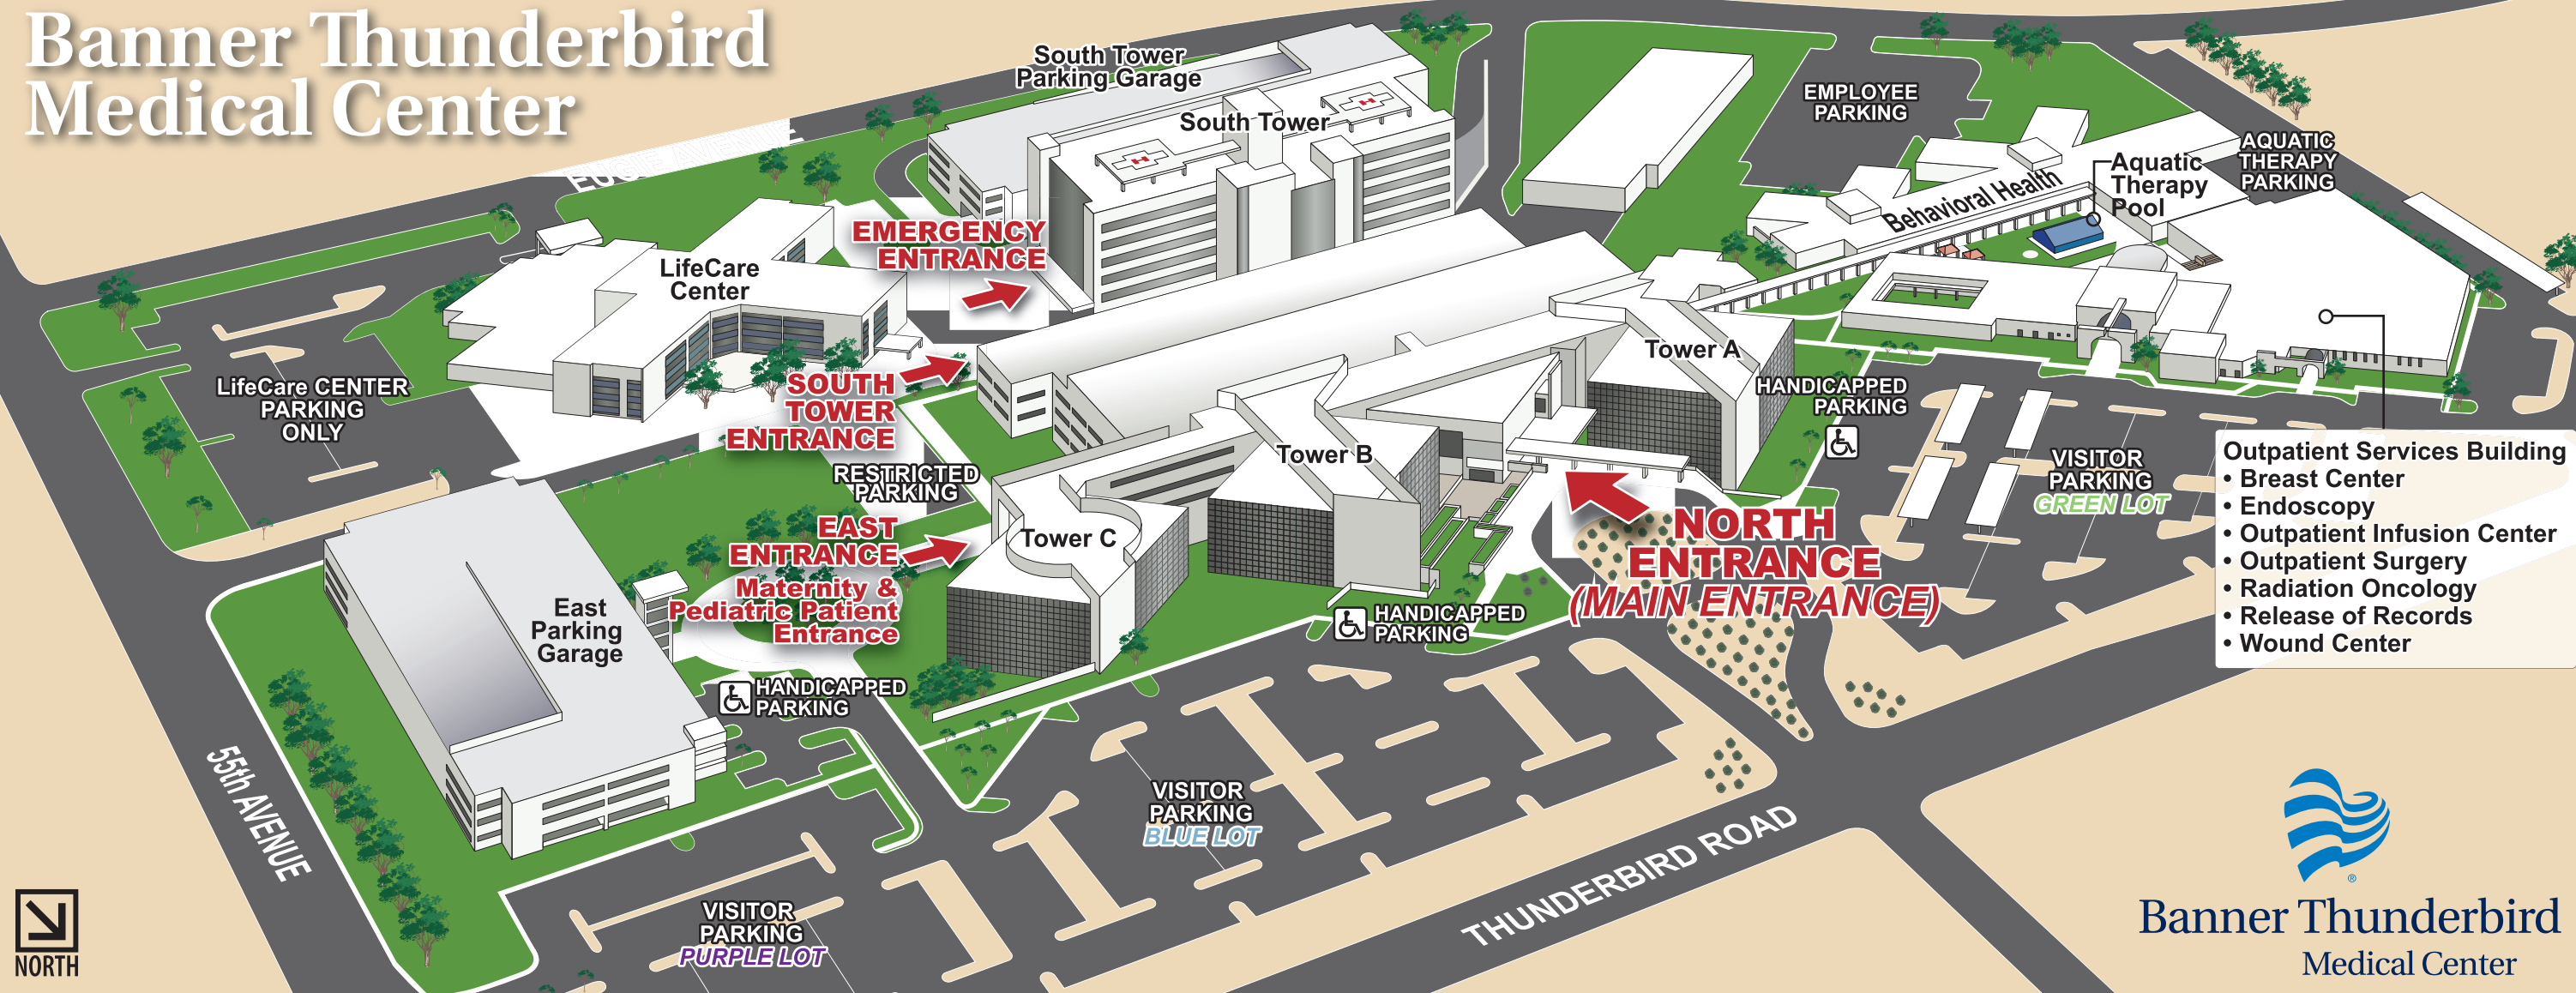 Banner Thunderbird
Medical Center
South Tower
Parking Garage
South Tower
EUGIE AVENUE
EMPLOYEE
PARKING
AQUATIC
THERAPY
PARKING
Aquatic
Therapy
Pool
Behavioral Health
EMERGENCY
ENTRANCE
LifeCare
Center
Tower A
LifeCare CENTER
PARKING
ONLY
SOUTH
TOWER
ENTRANCE
HANDICAPPED
PARKING
Tower B
RESTRICTED
PARKING
VISITOR
PARKING
GREEN LOT
Outpatient Services Building
• Breast Center
• Endoscopy
• Outpatient Infusion Center
• Outpatient Surgery
• Radiation Oncology
• Release of Records
• Wound Center
EAST
ENTRANCE
Maternity &
Pediatric Patient
Entrance
Tower C
NORTH
ENTRANCE
(MAIN ENTRANCE)
East
Parking
Garage
HANDICAPPED
PARKING
HANDICAPPED
PARKING
55th AVENUE
VISITOR
PARKING
BLUE LOT
THUNDERBIRD ROAD
VISITOR
PARKING
PURPLE LOT
NORTH
H
H
®
Banner Thunderbird
Medical Center